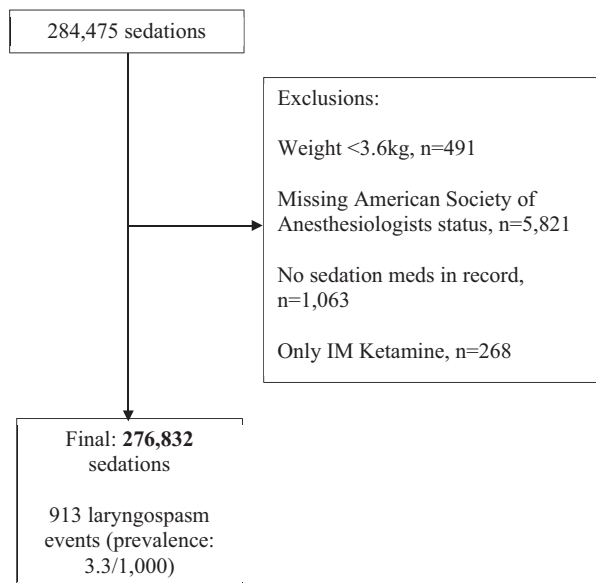 284,475 sedations
Exclusions:
Weight <3.6kg, n=491
Missing American Society of
Anesthesiologists status, n=5,821
No sedation meds in record,
n=1,063
Only IM Ketamine, n=268
Final: 276,832
sedations
913 laryngospasm
events (prevalence:
3.3/1,000)